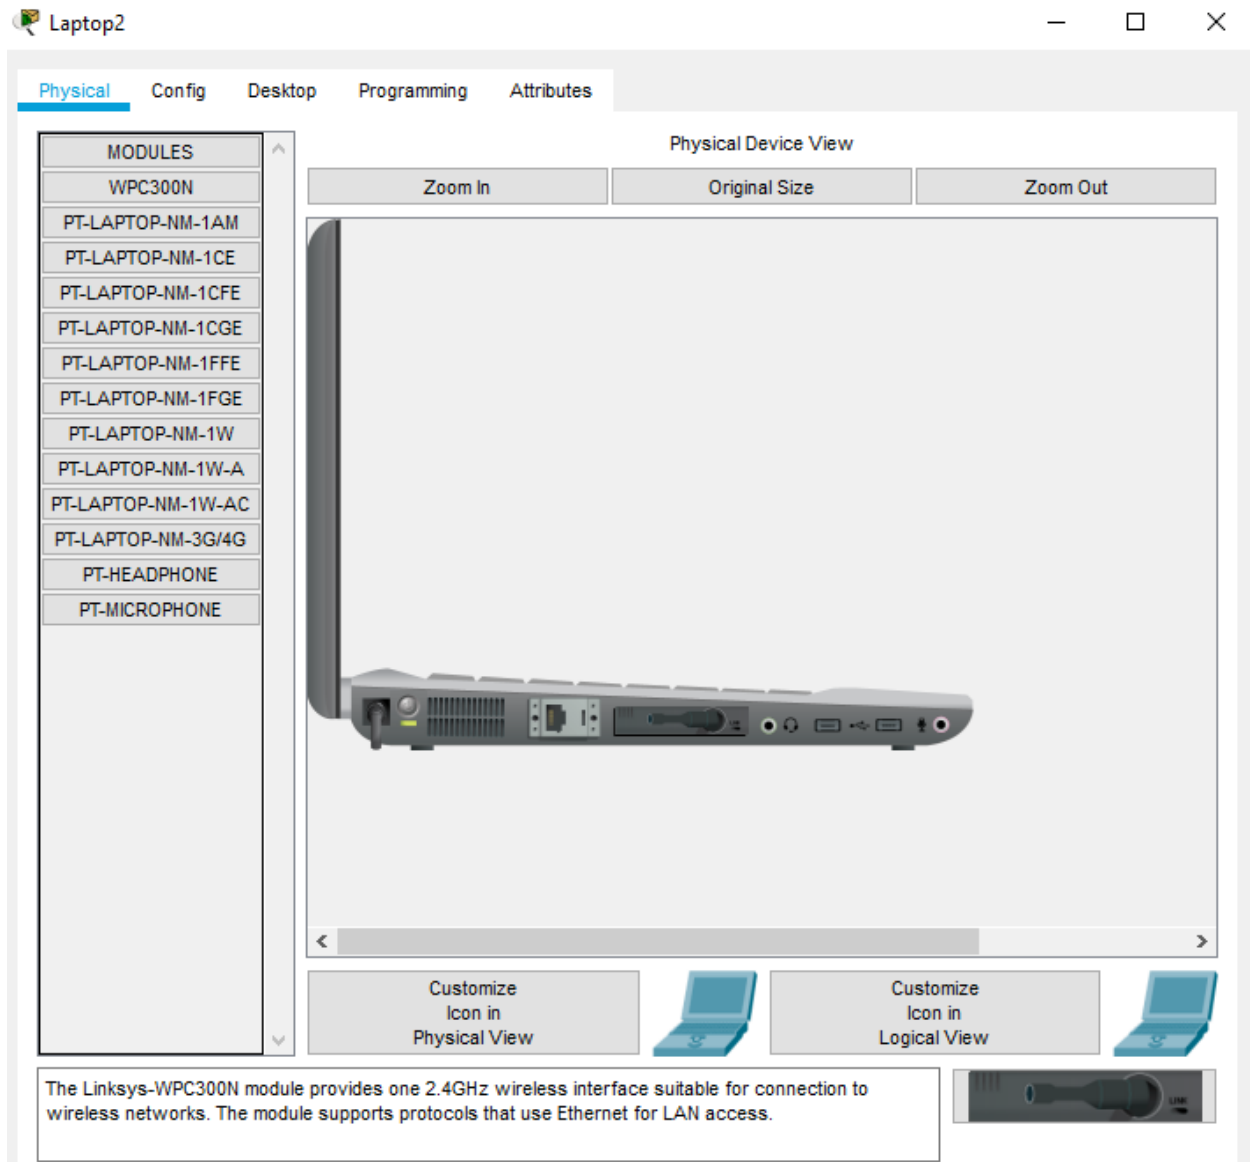 Laptop2
Physical Config Desktop Programming Attributes
MODULES
WPC300N
PT-LAPTOP-NM-1AM
PT-LAPTOP-NM-1CE
PT-LAPTOP-NM-1CFE
PT-LAPTOP-NM-1CGE
PT-LAPTOP-NM-1FFE
PT-LAPTOP-NM-1FGE
PT-LAPTOP-NM-1W
PT-LAPTOP-NM-1W-A
PT-LAPTOP-NM-1W-AC
PT-LAPTOP-NM-3G/4G
PT-HEADPHONE
PT-MICROPHONE
Physical Device View
Zoom In Original Size Zoom Out
LINK
Customize
Icon in
Physical View
Customize
Icon in
Logical View
The Linksys-WPC300N module provides one 2.4GHz wireless interface suitable for connection to
wireless networks. The module supports protocols that use Ethernet for LAN access.
LINK